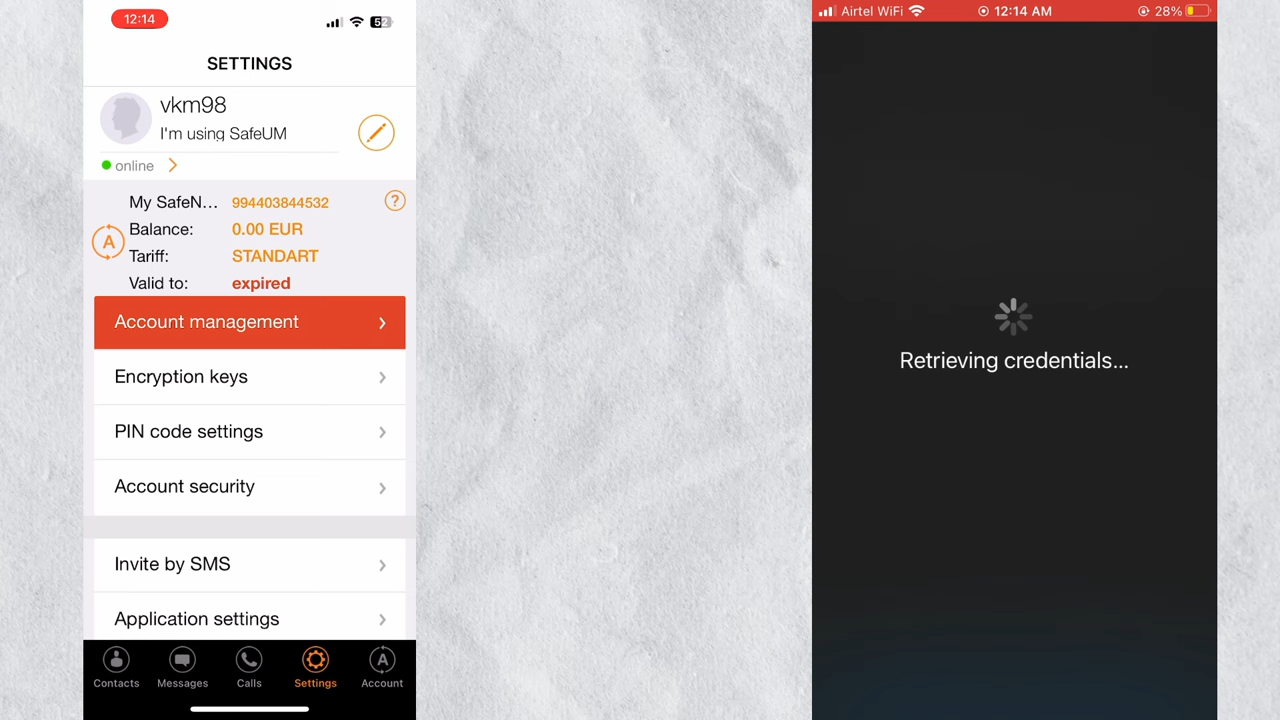 12:14
52
SETTINGS
vkm98
I'm using SafeUM
online
My SafeN... 994403844532
?
Balance: 0.00 EUR
A
Tariff: STANDART
Valid to: expired
Account management
Encryption keys
PIN code settings
Account security
Invite by SMS
Application settings
A
Contacts Messages Calls Settings Account
Airtel WiFi 12:14 AM 28%
Retrieving credentials...